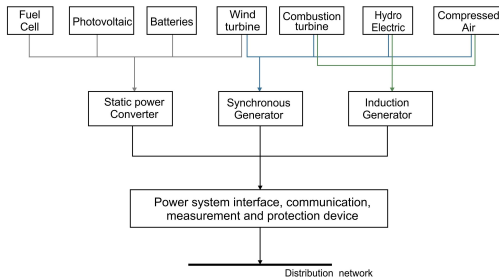 Fuel
Cell
Photovoltaic
Batteries
Wind
turbine
Combustion
turbine
Hydro
Electric
Compressed
Air
Static power
Converter
Synchronous
Generator
Induction
Generator
Power system interface, communication,
measurement and protection device
Distribution network